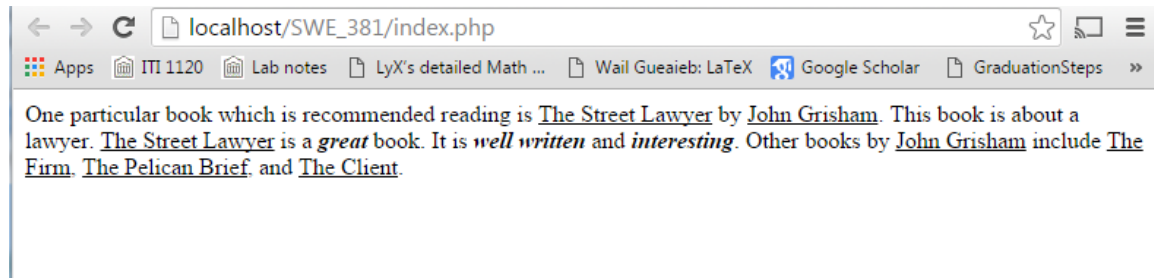 localhost/SWE_381/index.php
Apps ITI 1120 Lab notes LyX's detailed Math ... Wail Gueaieb: LaTeX Google Scholar GraduationSteps »
One particular book which is recommended reading is The Street Lawyer by John Grisham. This book is about a
lawyer. The Street Lawyer is a great book. It is well written and interesting. Other books by John Grisham include The
Firm, The Pelican Brief, and The Client.